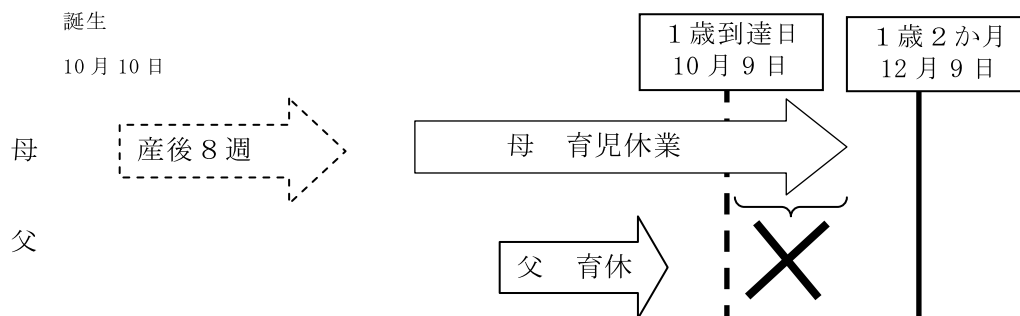 誕生
10月10日
1歳到達日
10月9日
1歳2か月
12月9日
母
産後8週
母　育児休業
父
父　育休